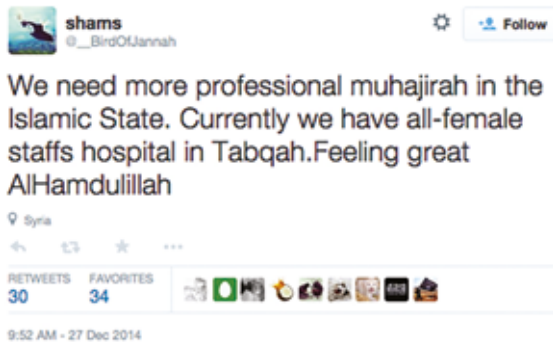 shams
@__BirdOfJannah
Follow
We need more professional muhajirah in the
Islamic State. Currently we have all-female
staffs hospital in Tabqah.Feeling great
AlHamdulillah
Syria
RETWEETS FAVORITES
30 34
9:52 AM - 27 Dec 2014